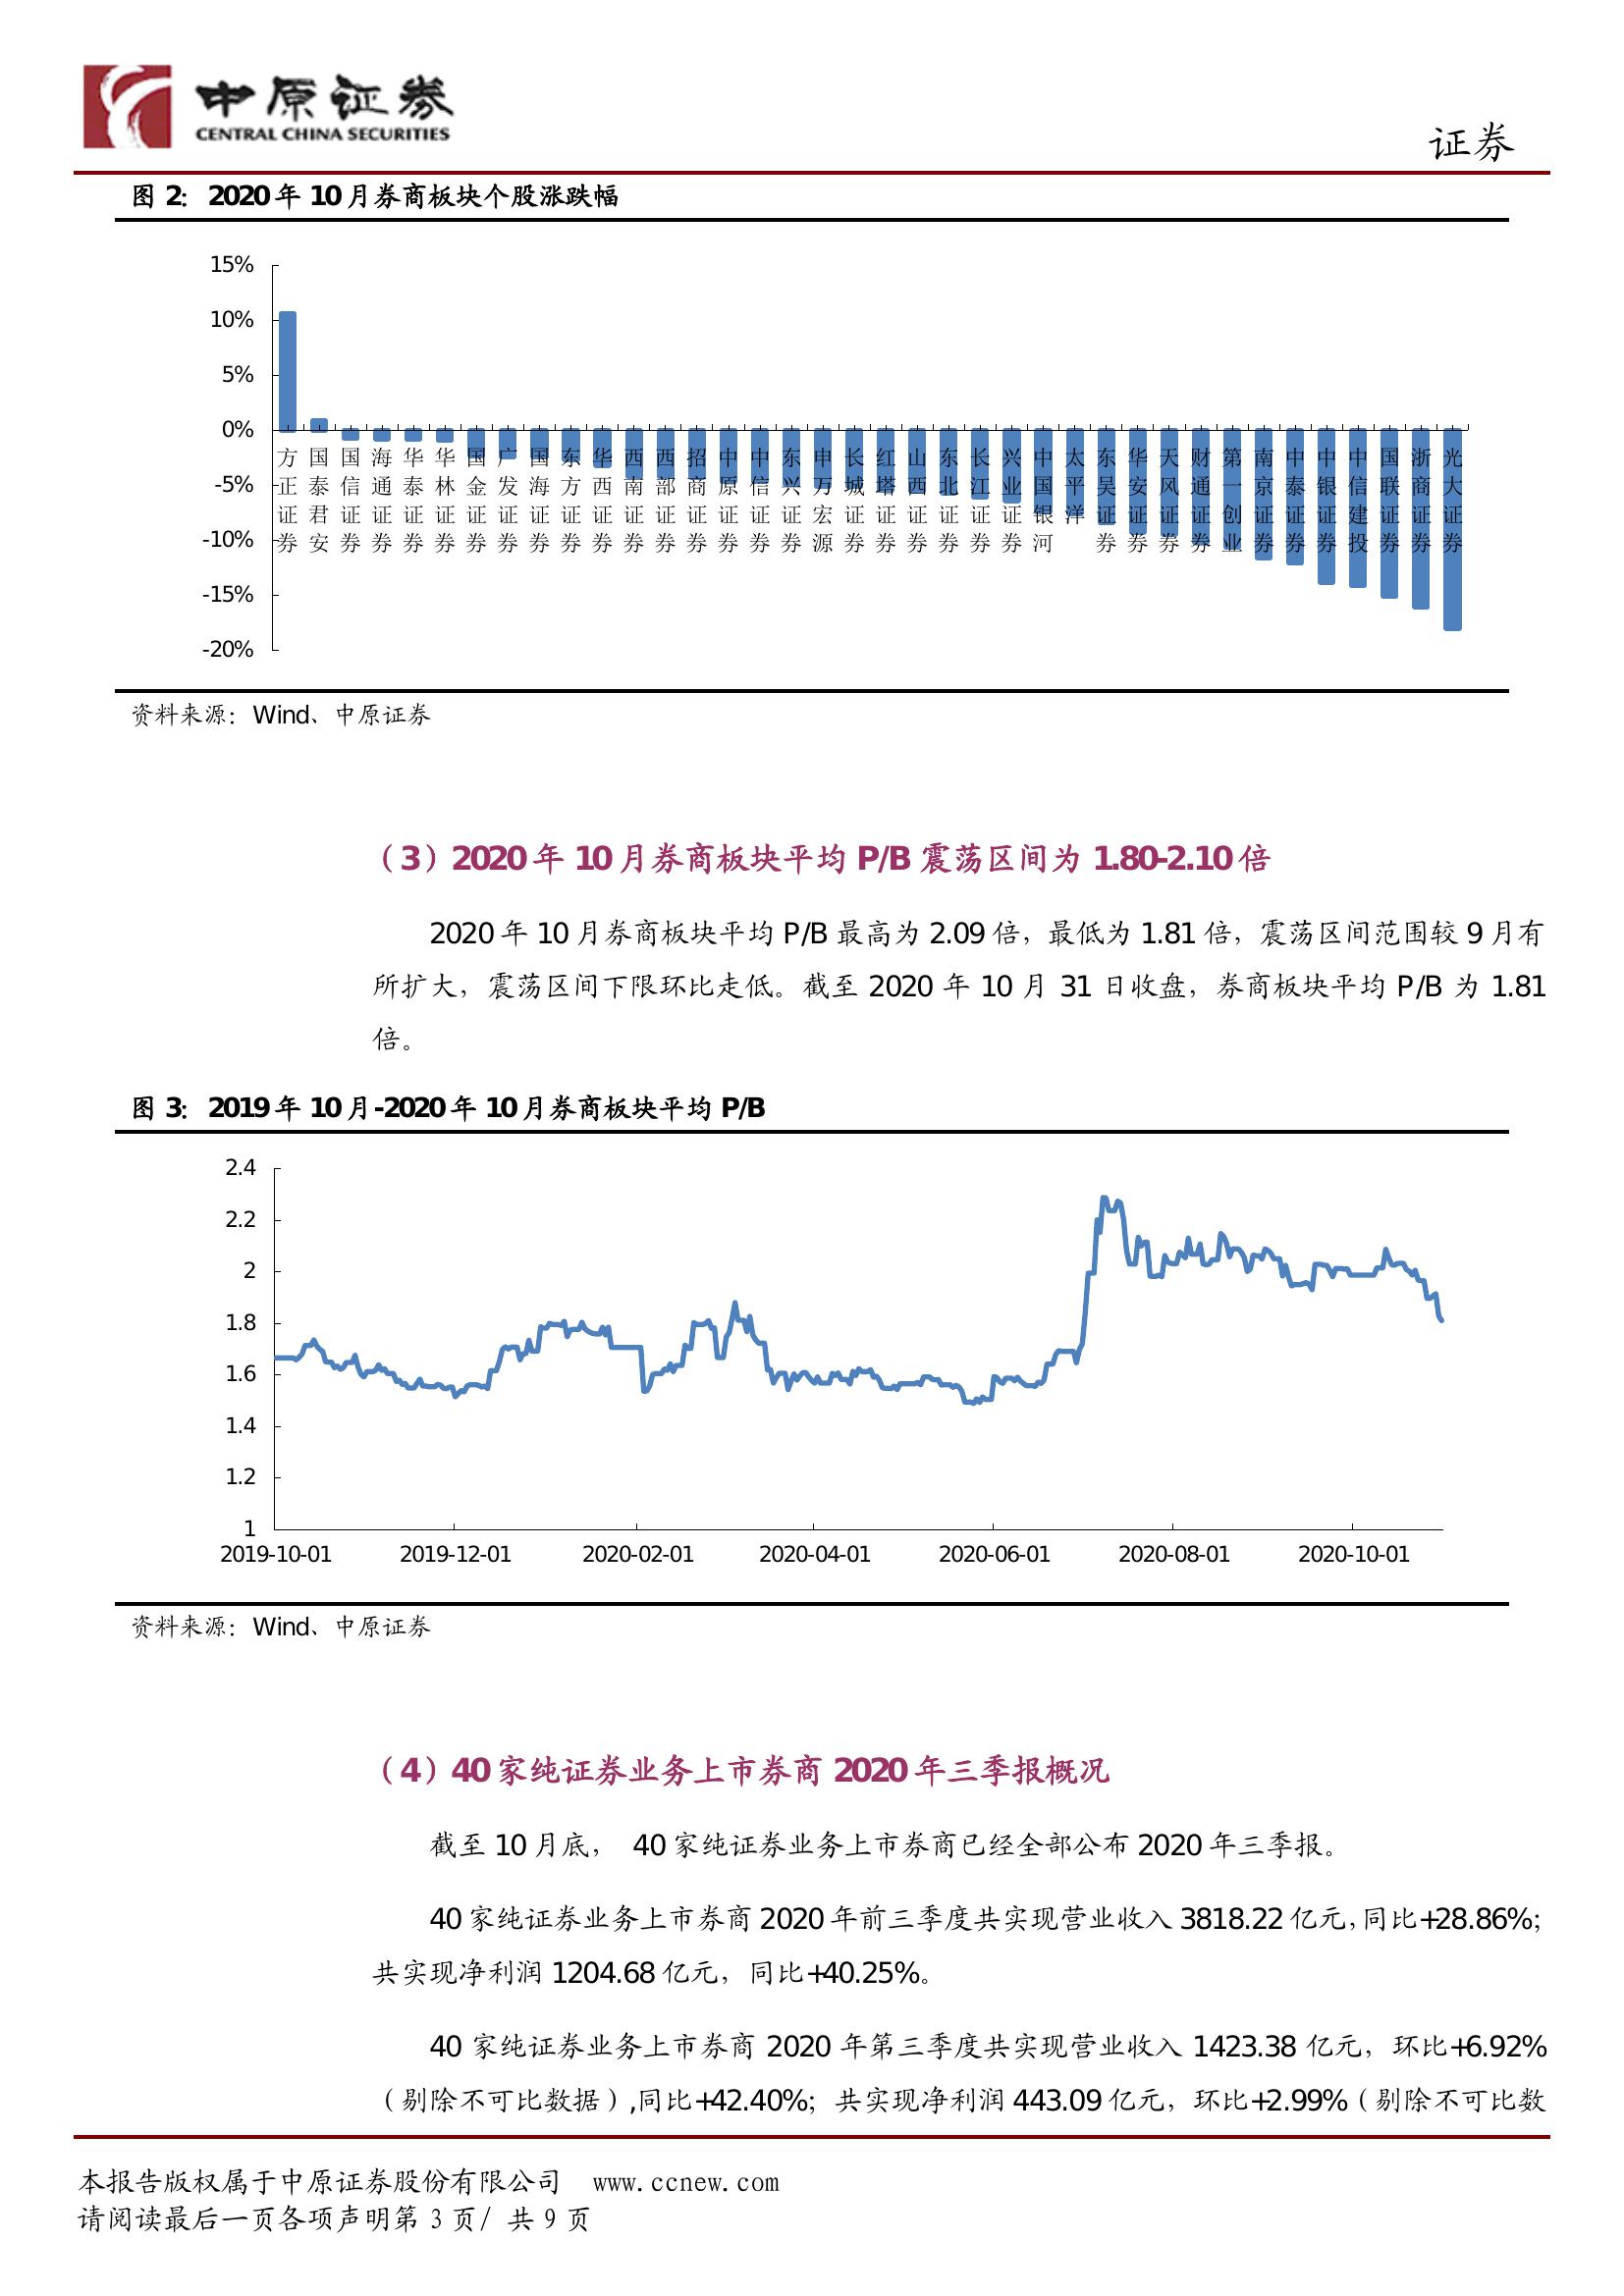 中原证券
CENTRAL CHINA SECURITIES
证券
图 2：2020 年 10 月券商板块个股涨跌幅
15%
10%
5%
0%
-5%
-10%
-15%
-20%
方正证券
国泰君安
国信证券
海通证券
华泰证券
华林证券
国金证券
广发证券
国海证券
东方证券
华西证券
西南证券
西部证券
招商证券
中原证券
中信证券
东兴证券
申万宏源
长城证券
红塔证券
山西证券
东北证券
长江证券
兴业证券
中国银河
太平洋
东吴证券
华安证券
天风证券
财通证券
第一创业
南京证券
中泰证券
中银证券
中信建投
国联证券
浙商证券
光大证券
资料来源：Wind、中原证券
（3）2020 年 10 月券商板块平均 P/B 震荡区间为 1.80-2.10 倍
2020 年 10 月券商板块平均 P/B 最高为 2.09 倍，最低为 1.81 倍，震荡区间范围较 9 月有
所扩大，震荡区间下限环比走低。截至 2020 年 10 月 31 日收盘，券商板块平均 P/B 为 1.81
倍。
图 3：2019 年 10 月-2020 年 10 月券商板块平均 P/B
2.4
2.2
2
1.8
1.6
1.4
1.2
1
2019-10-01 2019-12-01 2020-02-01 2020-04-01 2020-06-01 2020-08-01 2020-10-01
资料来源：Wind、中原证券
（4）40 家纯证券业务上市券商 2020 年三季报概况
截至 10 月底， 40 家纯证券业务上市券商已经全部公布 2020 年三季报。
40 家纯证券业务上市券商 2020 年前三季度共实现营业收入 3818.22 亿元，同比+28.86%；
共实现净利润 1204.68 亿元，同比+40.25%。
40 家纯证券业务上市券商 2020 年第三季度共实现营业收入 1423.38 亿元，环比+6.92%
（剔除不可比数据）,同比+42.40%；共实现净利润 443.09 亿元，环比+2.99%（剔除不可比数
本报告版权属于中原证券股份有限公司 www.ccnew.com
请阅读最后一页各项声明第 3 页/ 共 9 页